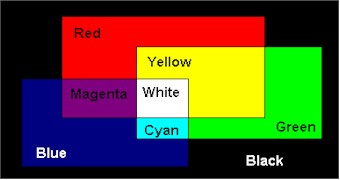 Red
Yellow
Magenta
White
Cyan
Green
Blue
Black